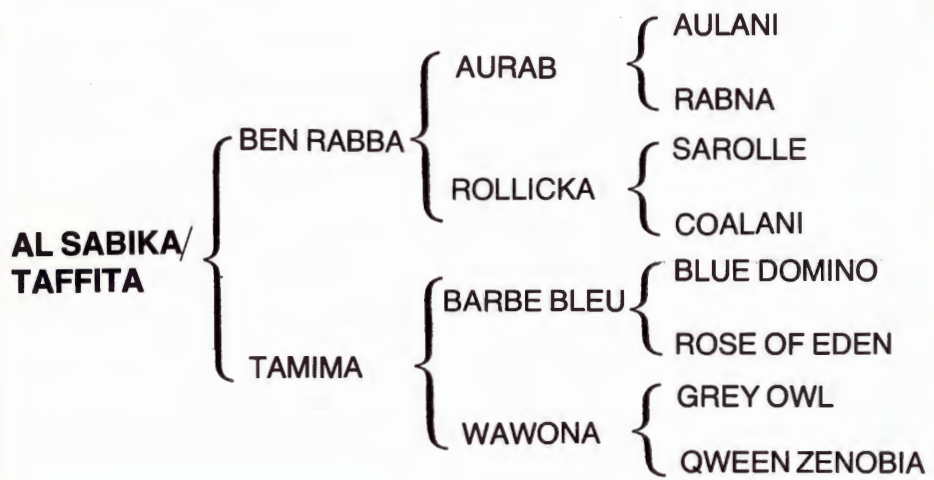 AULANI
AURAB
RABNA
BEN RABBA
SAROLLE
ROLLICKA
COALANI
AL SABIKA/
TAFFITA
BLUE DOMINO
BARBE BLEU
ROSE OF EDEN
TAMIMA
GREY OWL
WAWONA
QWEEN ZENOBIA